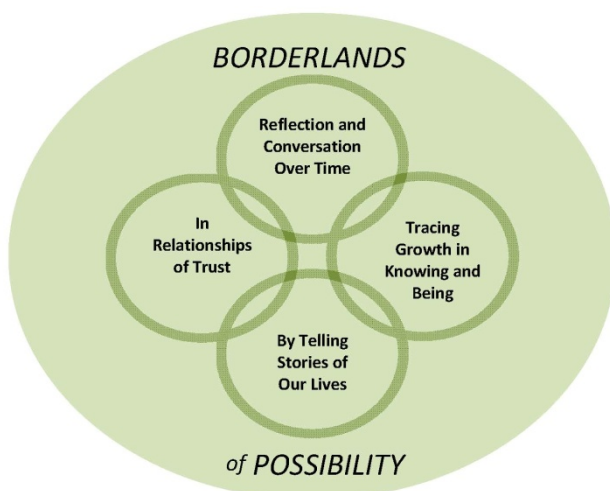 BORDERLANDS
Reflection and
Conversation
Over Time
In
Relationships
of Trust
Tracing
Growth in
Knowing and
Being
By Telling
Stories of
Our Lives
of POSSIBILITY